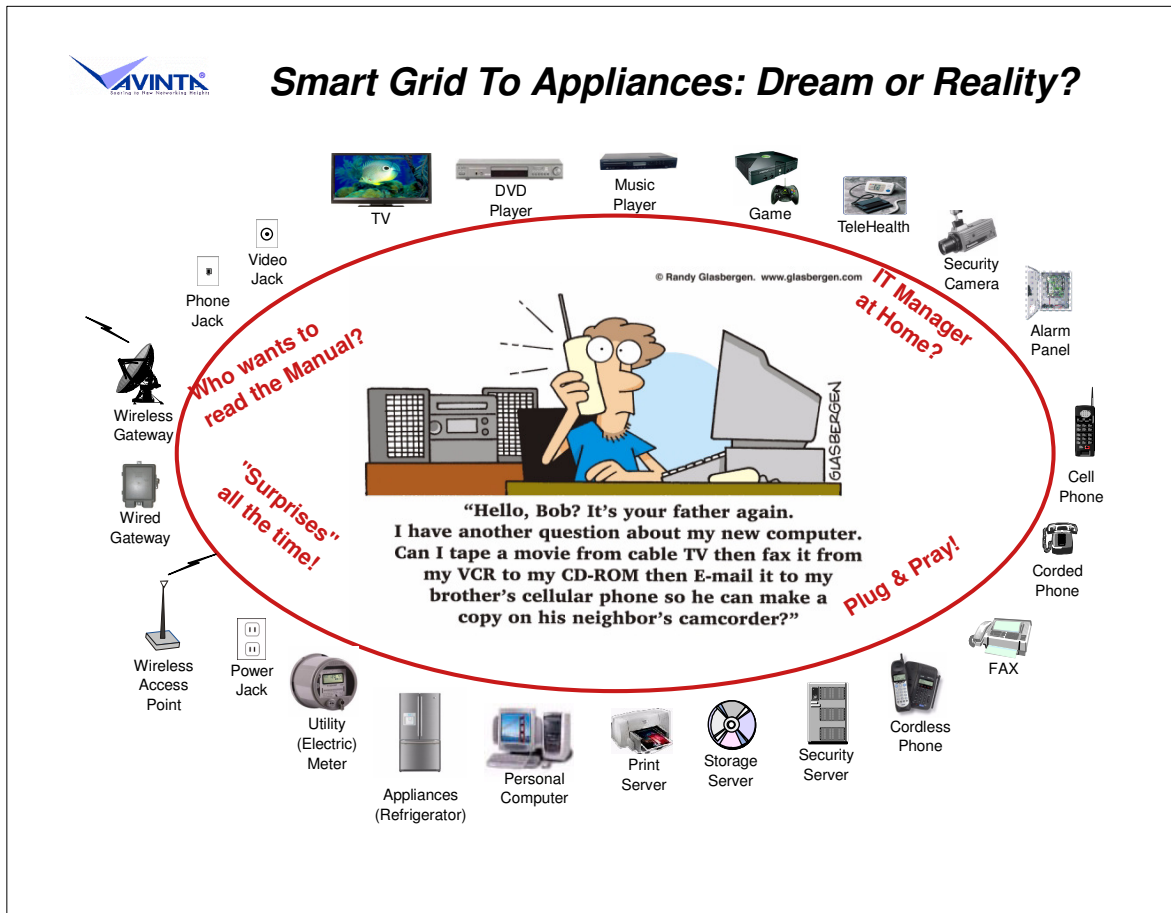 AVINTA®
Soaring to New Networking Heights
Smart Grid To Appliances: Dream or Reality?
TV
DVD
Player
Music
Player
Game
TeleHealth
Security
Camera
Alarm
Panel
Cell
Phone
Corded
Phone
FAX
Cordless
Phone
Security
Server
Storage
Server
Print
Server
Personal
Computer
Appliances
(Refrigerator)
Utility
(Electric)
Meter
Power
Jack
Wireless
Access
Point
Wired
Gateway
Wireless
Gateway
Phone
Jack
Video
Jack
© Randy Glasbergen. www.glasbergen.com
Who wants to
read the Manual?
IT Manager
at Home?
"Surprises"
all the time!
Plug & Pray!
GLASBERGEN
“Hello, Bob? It’s your father again.
I have another question about my new computer.
Can I tape a movie from cable TV then fax it from
my VCR to my CD-ROM then E-mail it to my
brother’s cellular phone so he can make a
copy on his neighbor’s camcorder?”